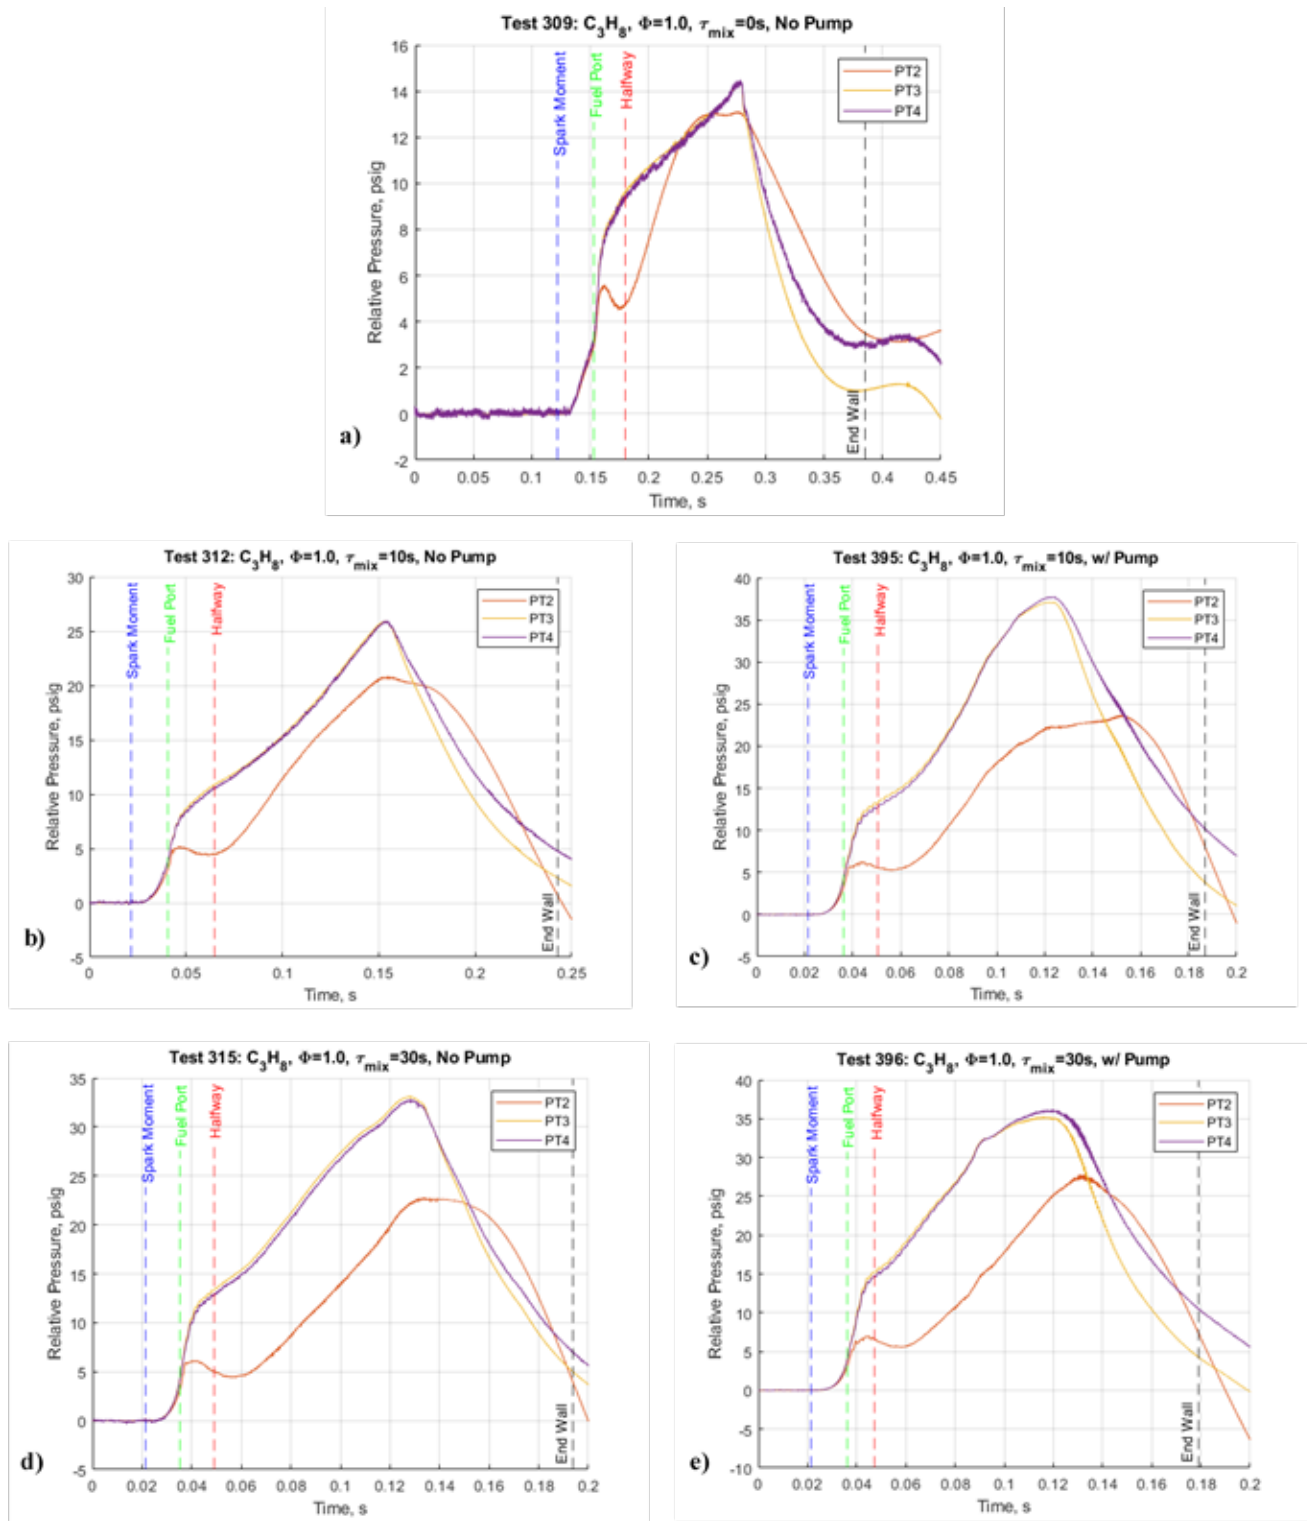 Test 309: C3H8, Φ=1.0, τmix=0s, No Pump
16
14
12
10
8
6
4
2
0
-2
Relative Pressure, psig
Spark Moment
Fuel Port
Halfway
End Wall
PT2
PT3
PT4
0 0.05 0.1 0.15 0.2 0.25 0.3 0.35 0.4 0.45
Time, s
a)
Test 312: C3H8, Φ=1.0, τmix=10s, No Pump
30
25
20
15
10
5
0
-5
Relative Pressure, psig
Spark Moment
Fuel Port
Halfway
End Wall
PT2
PT3
PT4
0 0.05 0.1 0.15 0.2 0.25
Time, s
b)
Test 395: C3H8, Φ=1.0, τmix=10s, w/ Pump
40
35
30
25
20
15
10
5
0
-5
Relative Pressure, psig
Spark Moment
Fuel Port
Halfway
End Wall
PT2
PT3
PT4
0 0.02 0.04 0.06 0.08 0.1 0.12 0.14 0.16 0.18 0.2
Time, s
c)
Test 315: C3H8, Φ=1.0, τmix=30s, No Pump
35
30
25
20
15
10
5
0
-5
Relative Pressure, psig
Spark Moment
Fuel Port
Halfway
End Wall
PT2
PT3
PT4
0 0.02 0.04 0.06 0.08 0.1 0.12 0.14 0.16 0.18 0.2
Time, s
d)
Test 396: C3H8, Φ=1.0, τmix=30s, w/ Pump
40
35
30
25
20
15
10
5
0
-5
-10
Relative Pressure, psig
Spark Moment
Fuel Port
Halfway
End Wall
PT2
PT3
PT4
0 0.02 0.04 0.06 0.08 0.1 0.12 0.14 0.16 0.18 0.2
Time, s
e)